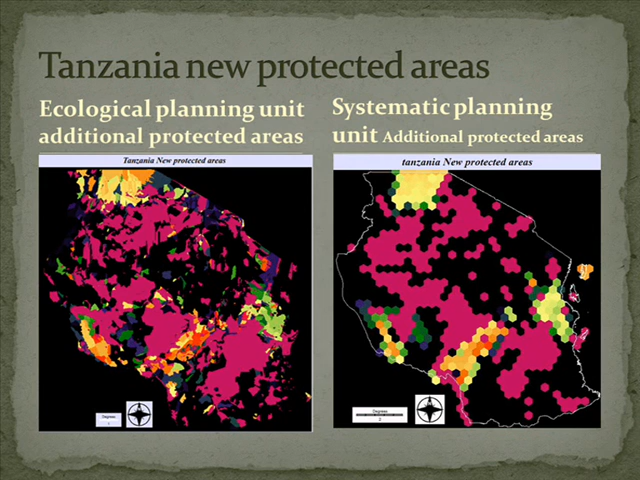 Tanzania new protected areas
Ecological planning unit
additional protected areas
Systematic planning
unit Additional protected areas
Tanzania New protected areas
tanzania New protected areas
Degrees
Degrees
2